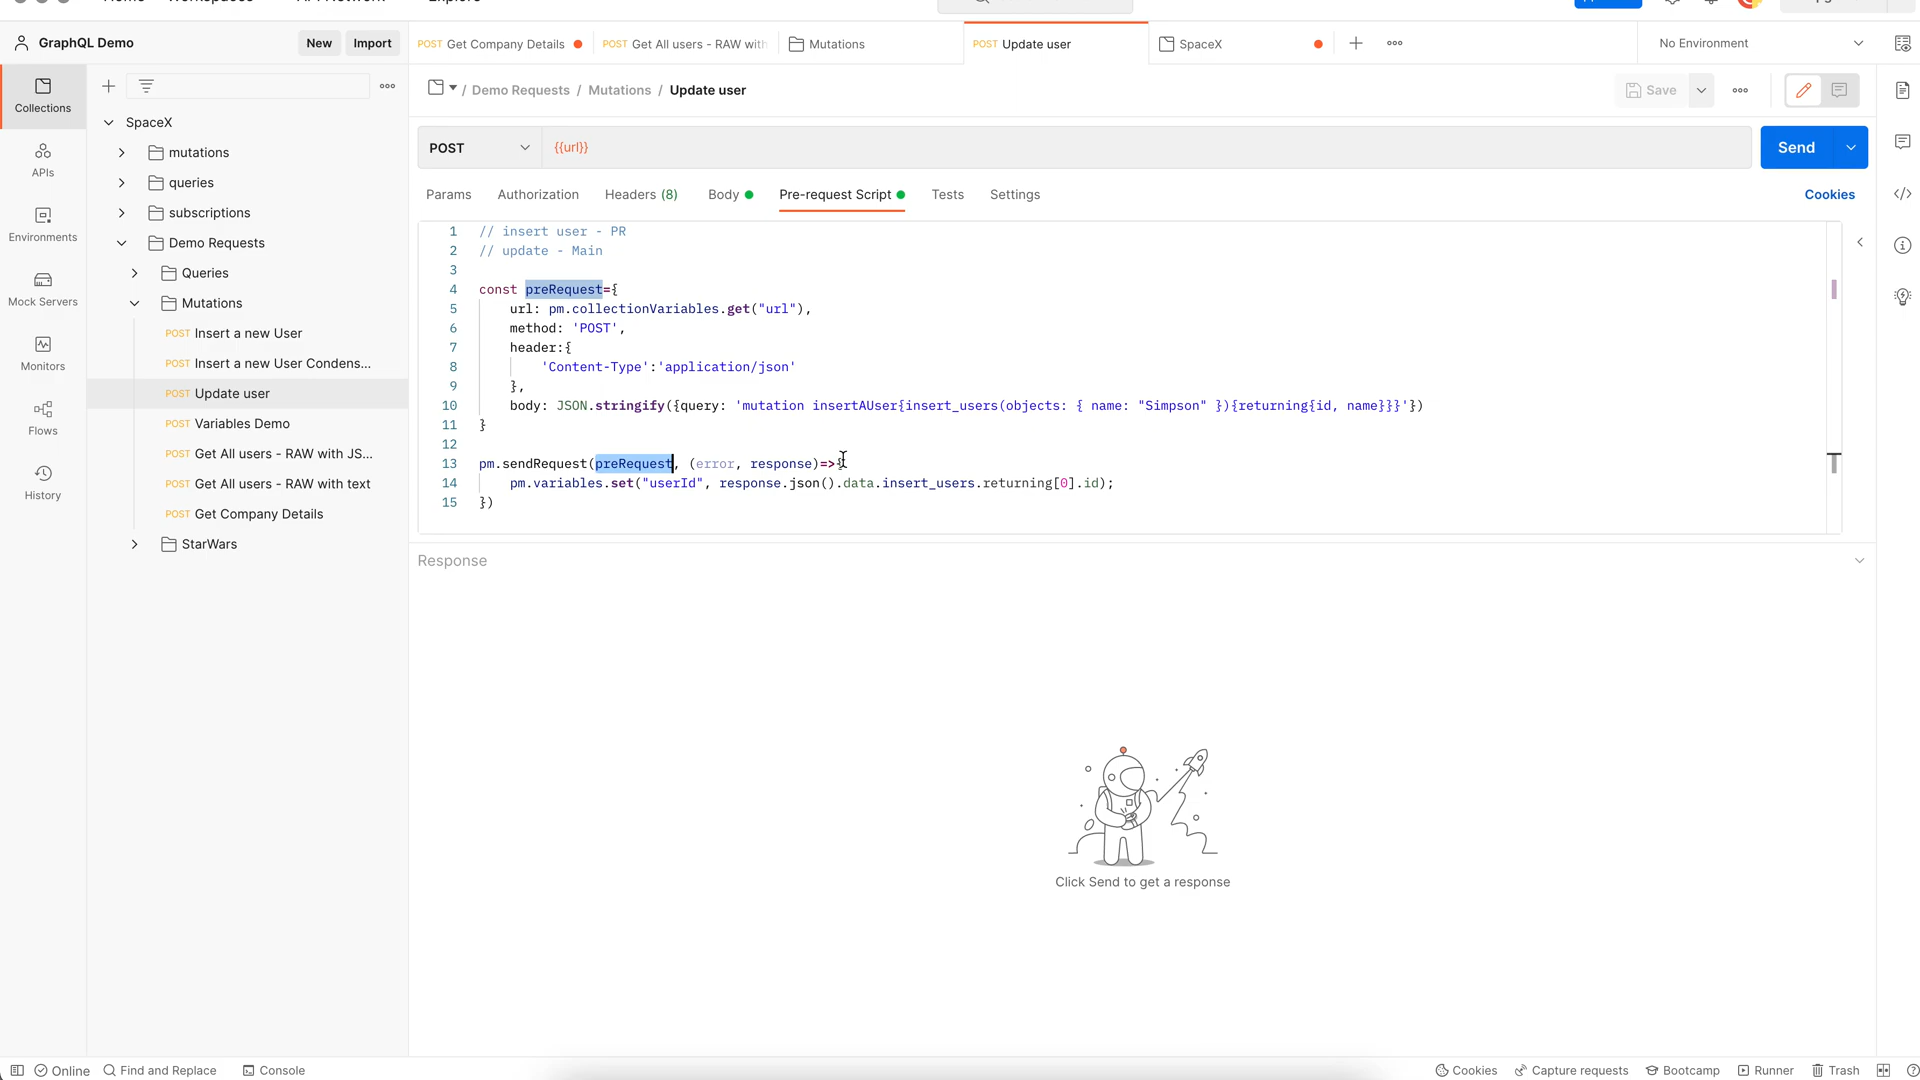 GraphQL Demo
New
Import
POST Get Company Details
POST Get All users - RAW with
Mutations
POST Update user
SpaceX
No Environment
Collections
APIs
Environments
Mock Servers
Monitors
Flows
History
SpaceX
mutations
queries
subscriptions
Demo Requests
Queries
Mutations
POST Insert a new User
POST Insert a new User Condens...
POST Update user
POST Variables Demo
POST Get All users - RAW with JS...
POST Get All users - RAW with text
POST Get Company Details
StarWars
/ Demo Requests / Mutations / Update user
Save
POST
{{url}}
Send
Params
Authorization
Headers (8)
Body
Pre-request Script
Tests
Settings
Cookies
1 // insert user - PR
2 // update - Main
3
4 const preRequest={
5 url: pm.collectionVariables.get("url"),
6 method: 'POST',
7 header:{
8 'Content-Type':'application/json'
9 },
10 body: JSON.stringify({query: 'mutation insertAUser{insert_users(objects: { name: "Simpson" }){returning{id, name}}}'})
11 }
12
13 pm.sendRequest(preRequest, (error, response)=>{
14 pm.variables.set("userId", response.json().data.insert_users.returning[0].id);
15 })
Response
Click Send to get a response
Online
Find and Replace
Console
Cookies
Capture requests
Bootcamp
Runner
Trash